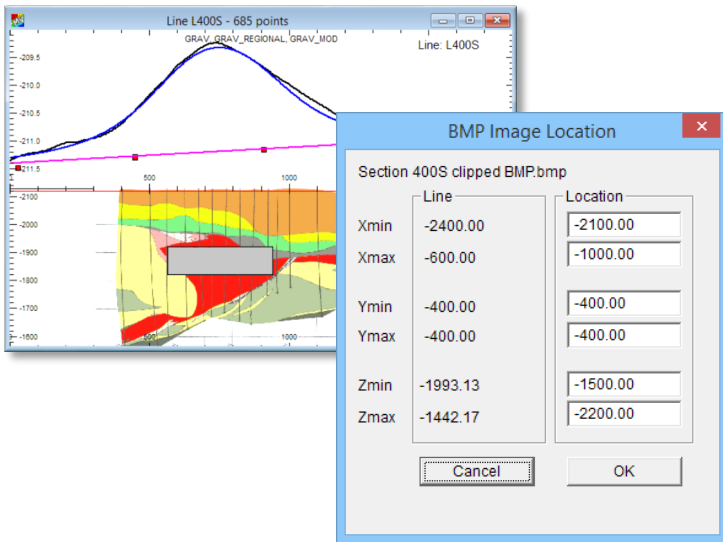 Line L400S - 685 points
GRAV_GRAV_REGIONAL, GRAV_MOD
Line: L400S
-209.5
-210.0
-210.5
-211.0
-211.5
500
1000
-2100
-2000
-1900
-1800
-1700
-1600
500
1000
BMP Image Location
Section 400S clipped BMP.bmp
Line Location
Xmin -2400.00 -2100.00
Xmax -600.00 -1000.00
Ymin -400.00 -400.00
Ymax -400.00 -400.00
Zmin -1993.13 -1500.00
Zmax -1442.17 -2200.00
Cancel OK